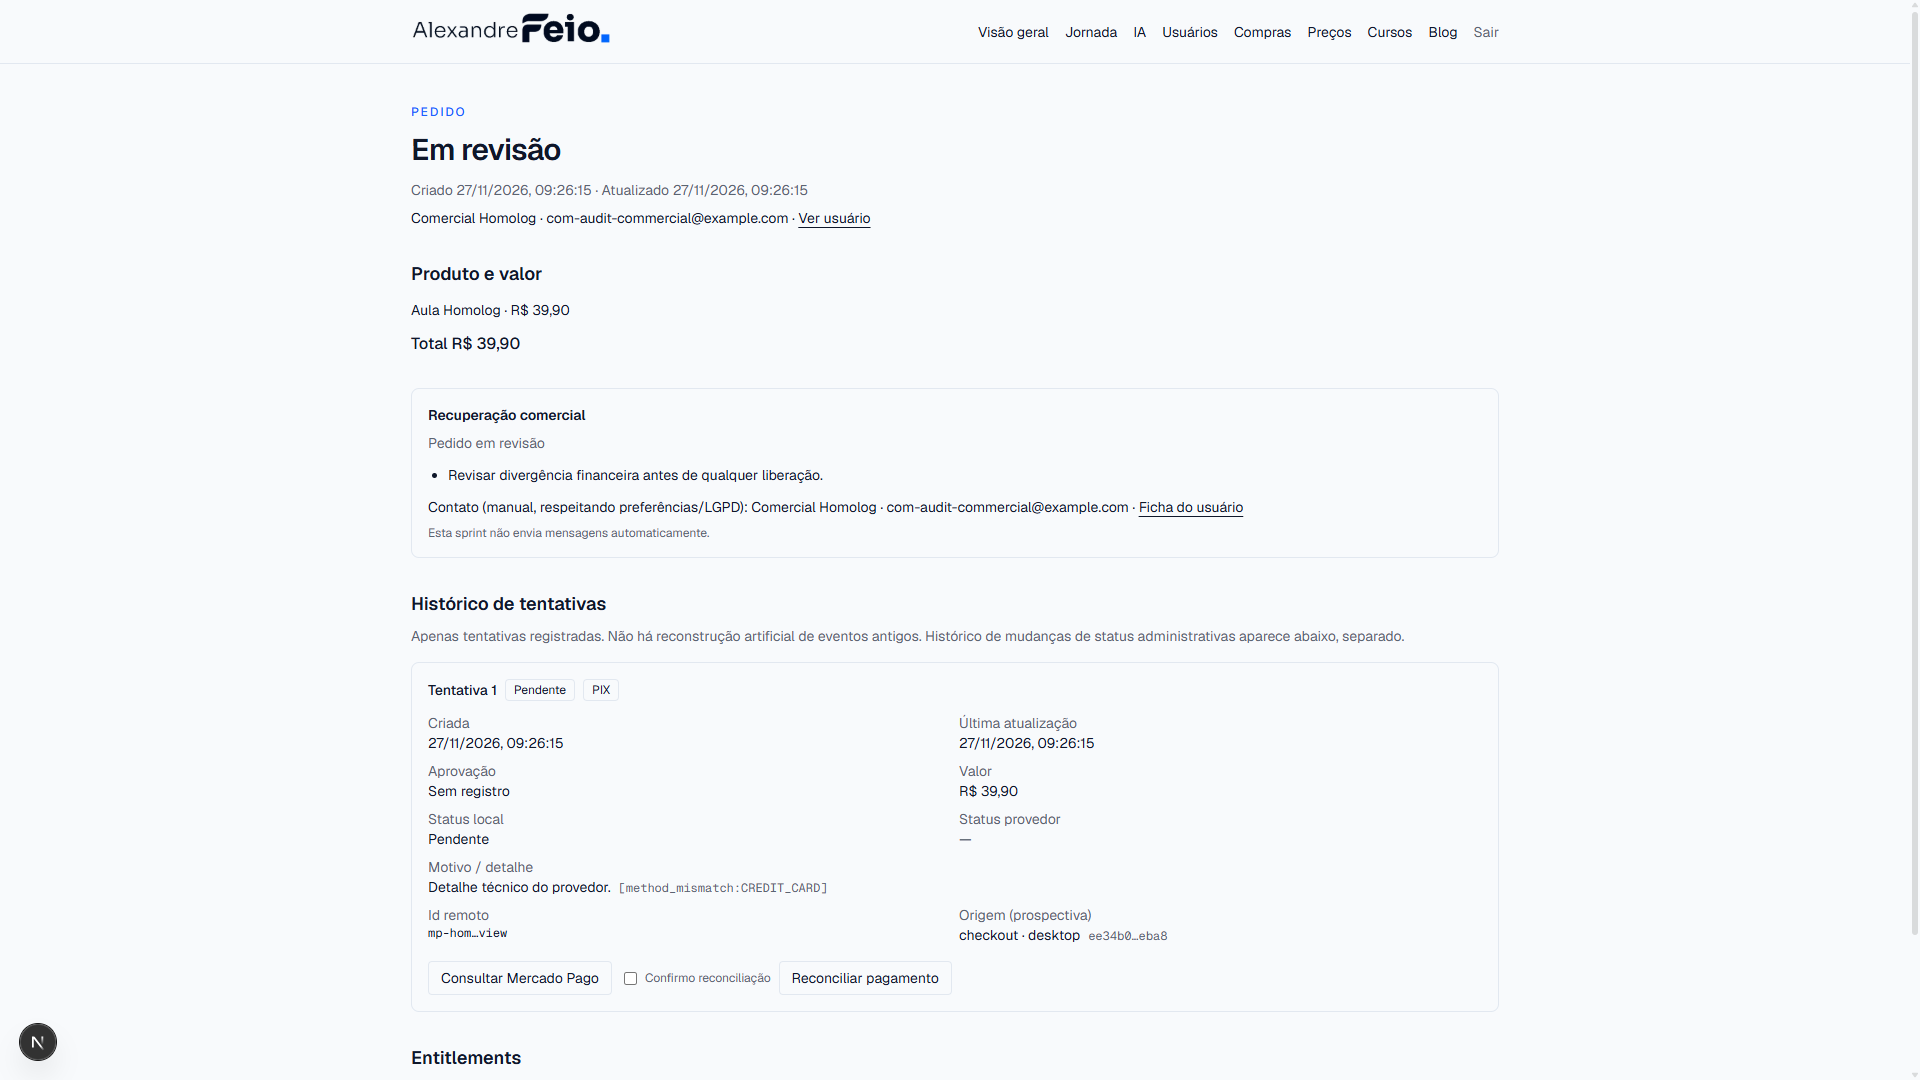 AlexandreFeio.
Visão geral Jornada IA Usuários Compras Preços Cursos Blog Sair
PEDIDO
Em revisão
Criado 27/11/2026, 09:26:15 · Atualizado 27/11/2026, 09:26:15
Comercial Homolog · com-audit-commercial@example.com · Ver usuário
Produto e valor
Aula Homolog · R$ 39,90
Total R$ 39,90
Recuperação comercial
Pedido em revisão
• Revisar divergência financeira antes de qualquer liberação.
Contato (manual, respeitando preferências/LGPD): Comercial Homolog · com-audit-commercial@example.com · Ficha do usuário
Esta sprint não envia mensagens automaticamente.
Histórico de tentativas
Apenas tentativas registradas. Não há reconstrução artificial de eventos antigos. Histórico de mudanças de status administrativas aparece abaixo, separado.
Tentativa 1 Pendente PIX
Criada
27/11/2026, 09:26:15
Última atualização
27/11/2026, 09:26:15
Aprovação
Sem registro
Valor
R$ 39,90
Status local
Pendente
Status provedor
—
Motivo / detalhe
Detalhe técnico do provedor. [method_mismatch:CREDIT_CARD]
Id remoto
mp-hom…view
Origem (prospectiva)
checkout · desktop ee34b0…eba8
Consultar Mercado Pago Confirmo reconciliação Reconciliar pagamento
N
Entitlements